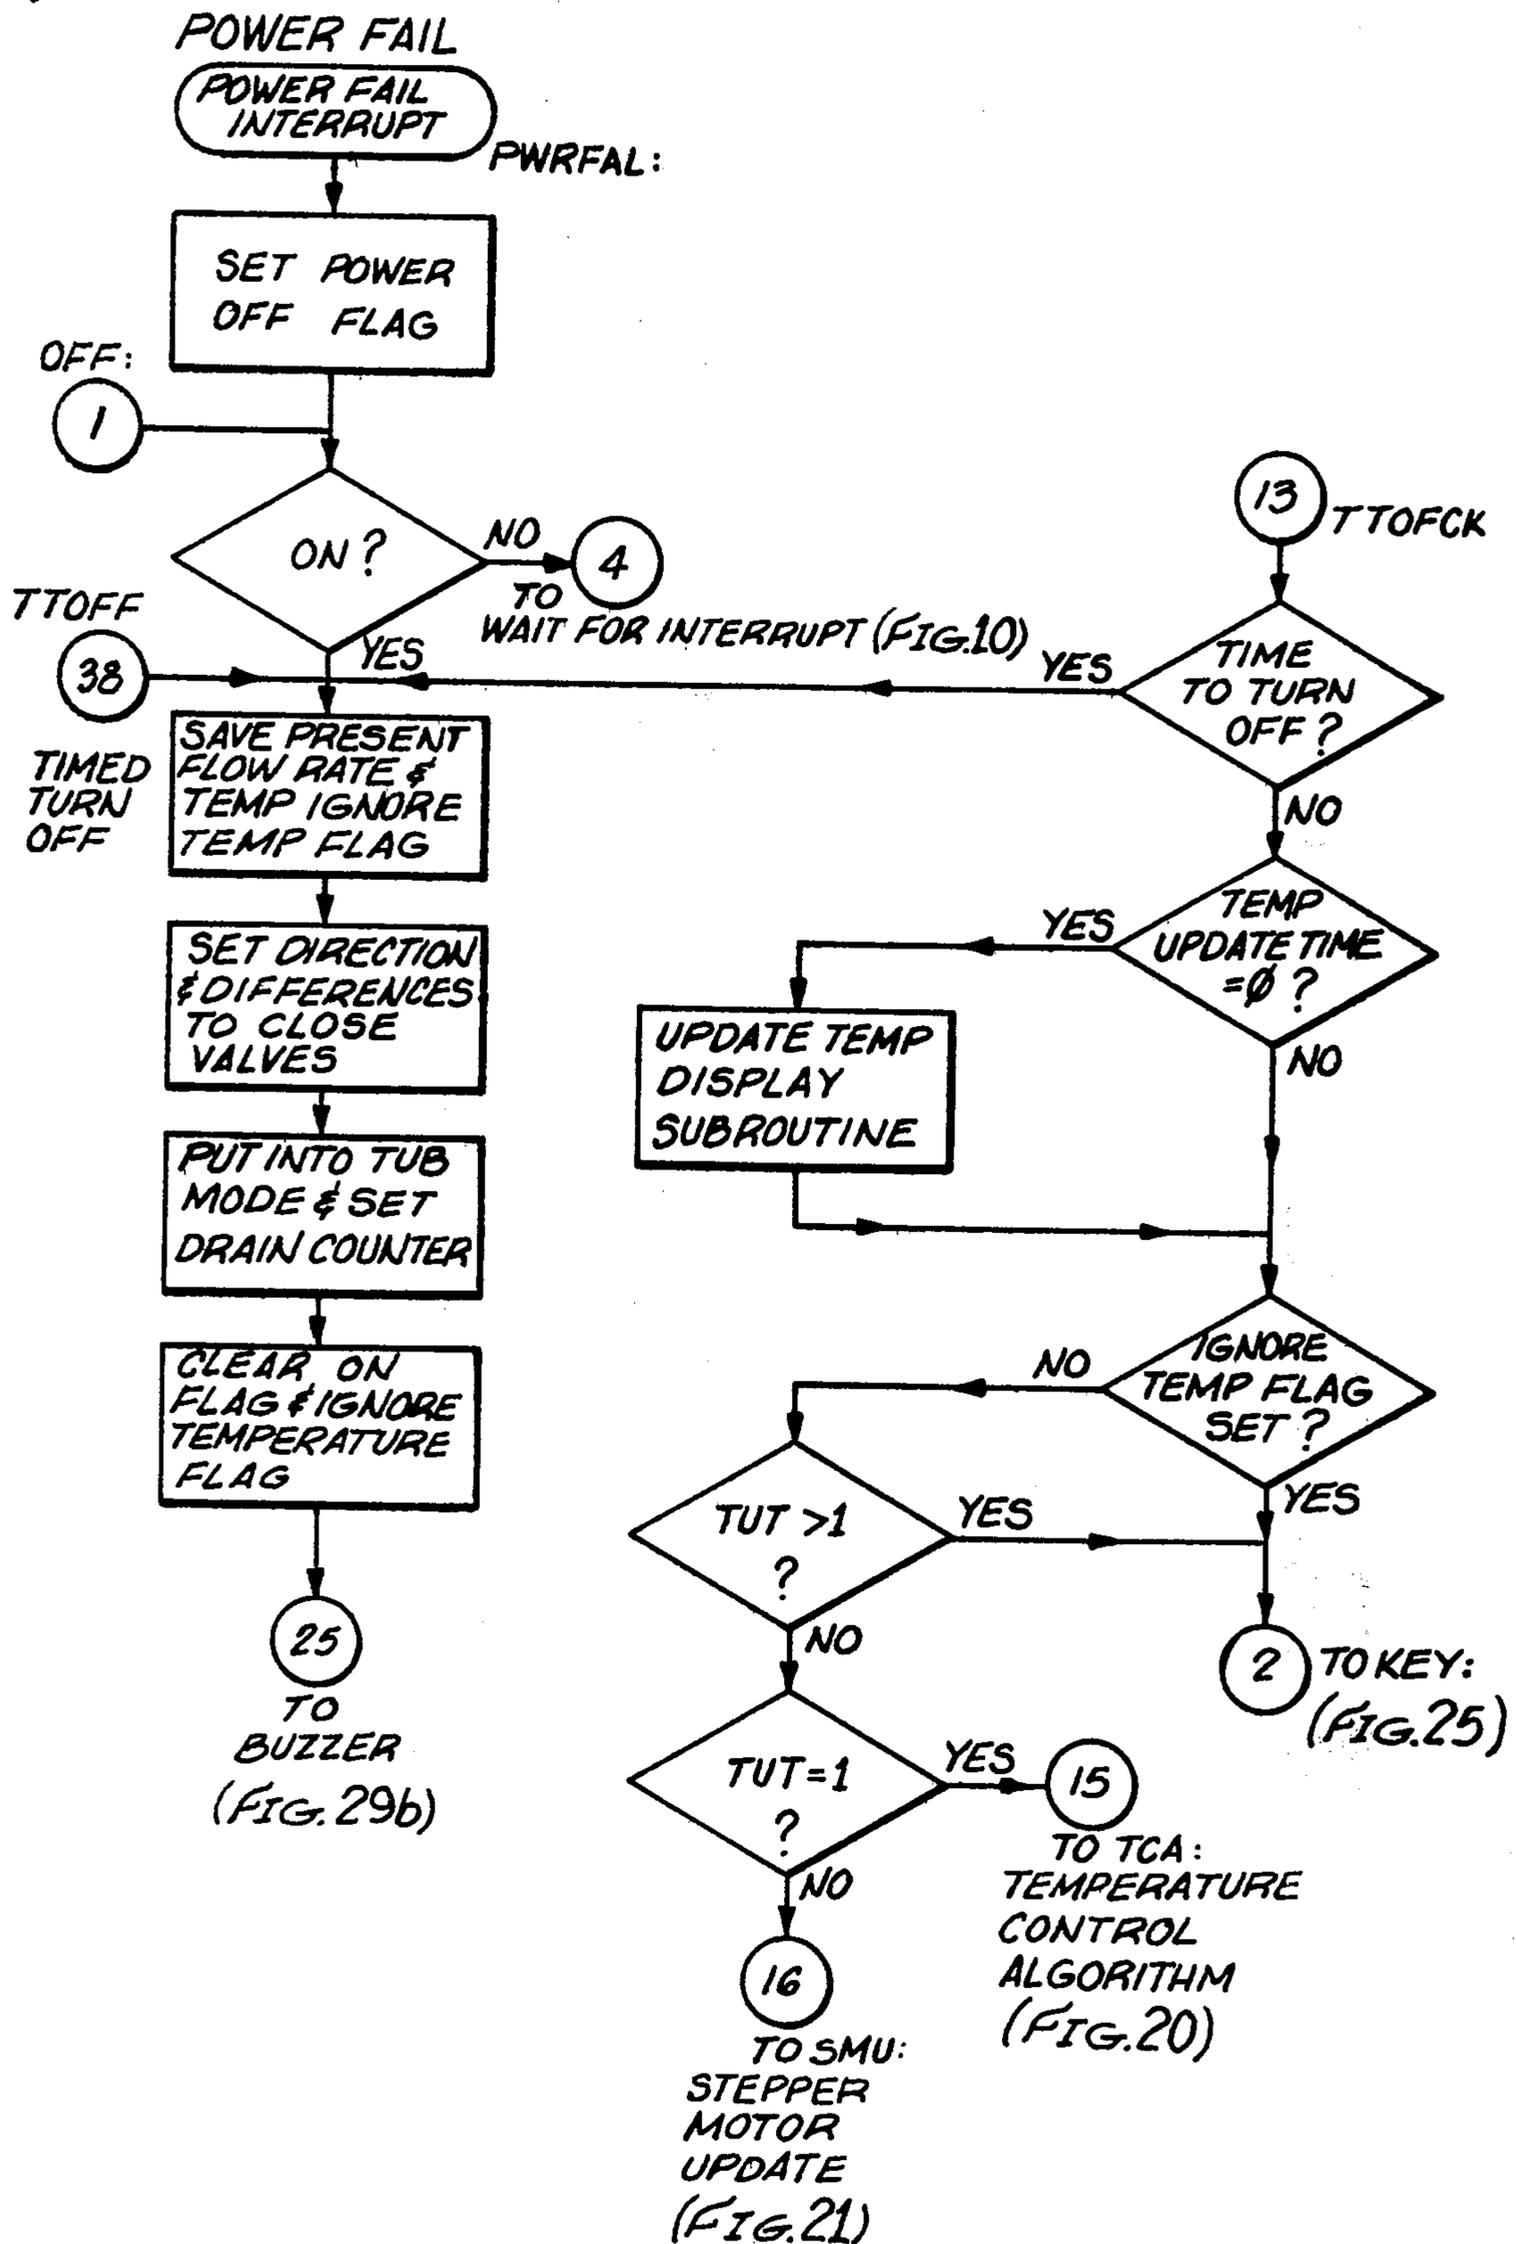 POWER FAIL
POWER FAIL
INTERRUPT
PWRFAL:
SET POWER
OFF FLAG
OFF:
1
ON?
NO
4
TO
WAIT FOR INTERRUPT (FIG.10)
YES
TTOFF
38
TIMED
TURN
OFF
SAVE PRESENT
FLOW RATE &
TEMP IGNORE
TEMP FLAG
SET DIRECTION
& DIFFERENCES
TO CLOSE
VALVES
PUT INTO TUB
MODE & SET
DRAIN COUNTER
CLEAR ON
FLAG & IGNORE
TEMPERATURE
FLAG
25
TO
BUZZER
(FIG.29b)
13
TTOFCK
TIME
TO TURN
OFF?
YES
NO
TEMP
UPDATE TIME
=Ø?
YES
NO
UPDATE TEMP
DISPLAY
SUBROUTINE
IGNORE
TEMP FLAG
SET?
NO
YES
TUT >1
?
YES
NO
2
TO KEY:
(FIG.25)
TUT=1
?
YES
15
TO TCA:
TEMPERATURE
CONTROL
ALGORITHM
(FIG.20)
NO
16
TO SMU:
STEPPER
MOTOR
UPDATE
(FIG.21)